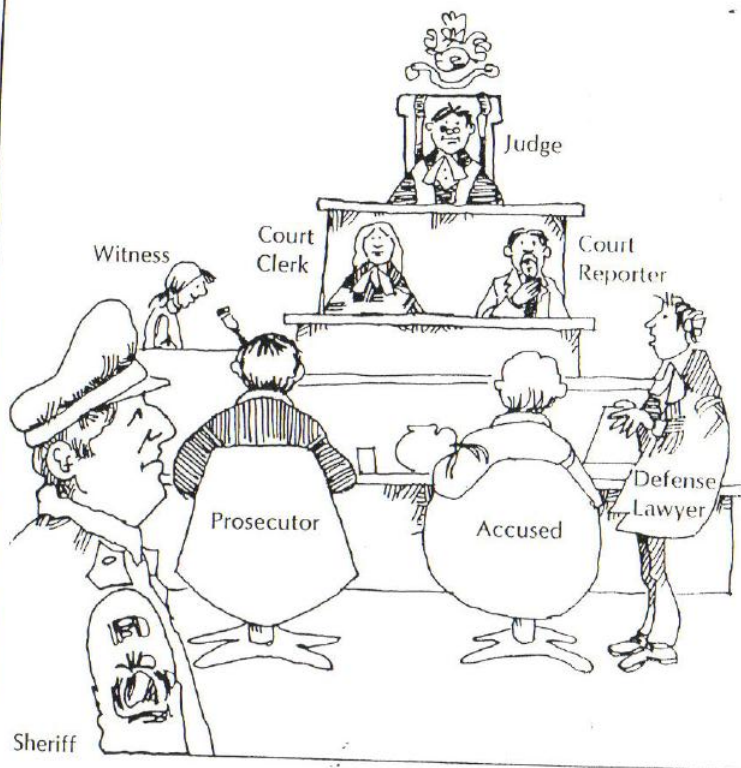 Judge
Court
Clerk
Court
Reporter
Witness
Prosecutor
Accused
Defense
Lawyer
Sheriff